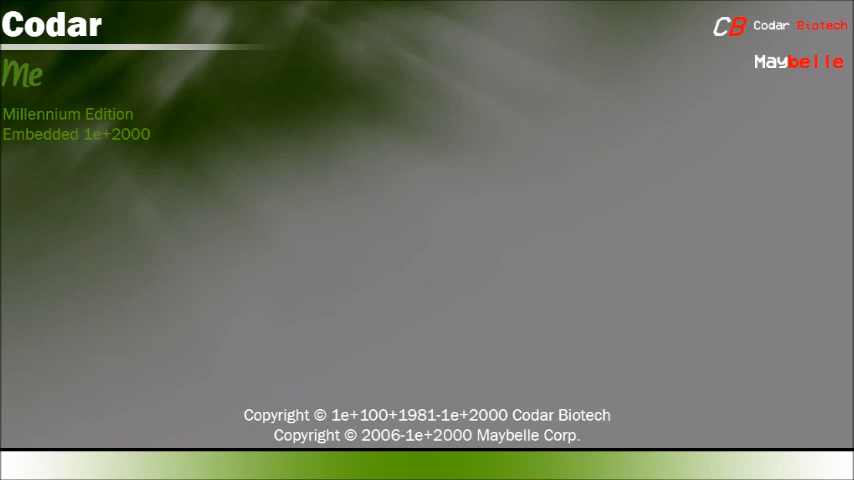 Codar
CB Codar Biotech
Me
Maybelle
Millennium Edition
Embedded 1e+2000
Copyright © 1e+100+1981-1e+2000 Codar Biotech
Copyright © 2006-1e+2000 Maybelle Corp.